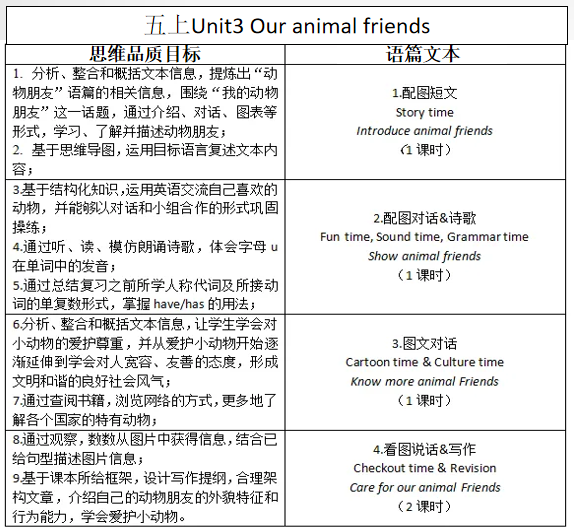 五上Unit3 Our animal friends
思维品质目标
语篇文本
1. 分析、整合和概括文本信息，提炼出“动
物朋友”语篇的相关信息，围绕“我的动物
朋友”这一话题，通过介绍、对话、图表等
形式，学习、了解并描述动物朋友；
2. 基于思维导图，运用目标语言复述文本内
容；
1.配图短文
Story time
Introduce animal friends
（1 课时）
3.基于结构化知识，运用英语交流自己喜欢的
动物，并能够以对话和小组合作的形式巩固
操练；
4.通过听、读、模仿朗诵诗歌，体会字母 u
在单词中的发音；
5.通过总结复习之前所学人称代词及所接动
词的单复数形式，掌握 have/has 的用法；
2.配图对话&诗歌
Fun time, Sound time, Grammar time
Show animal friends
（1 课时）
6.分析、整合和概括文本信息，让学生学会对
小动物的爱护尊重，并从爱护小动物开始逐
渐延伸到学会对人宽容、友善的态度，形成
文明和谐的良好社会风气；
7.通过查阅书籍，浏览网络的方式，更多地了
解各个国家的特有动物；
3.图文对话
Cartoon time & Culture time
Know more animal Friends
（1 课时）
8.通过观察，数数从图片中获得信息，结合已
给句型描述图片信息；
9.基于课本所给框架，设计写作提纲，合理架
构文章，介绍自己的动物朋友的外貌特征和
行为能力，学会爱护小动物。
4.看图说话&写作
Checkout time & Revision
Care for our animal Friends
（2 课时）